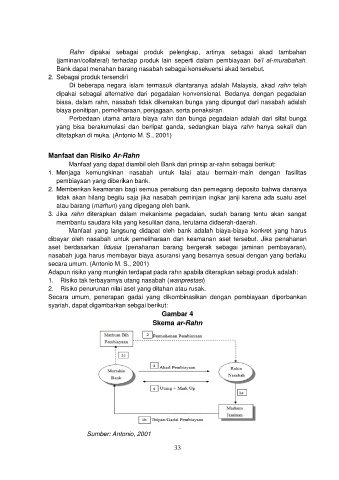 Rahn dipakai sebagai produk pelengkap, artinya sebagai akad tambahan
(jaminan/collateral) terhadap produk lain seperti dalam pembiayaan ba'i al-murabahah.
Bank dapat menahan barang nasabah sebagai konsekuensi akad tersebut.
2. Sebagai produk tersendiri
Di beberapa negara islam termasuk diantaranya adalah Malaysia, akad rahn telah
dipakai sebagai alternative dari pegadaian konvensional. Bedanya dengan pegadaian
biasa, dalam rahn, nasabah tidak dikenakan bunga yang dipungut dari nasabah adalah
biaya penitipan, pemeliharaan, penjagaan, serta penaksiran.
Perbedaan utama antara biaya rahn dan bunga pegadaian adalah dari sifat bunga
yang bisa berakumulasi dan berlipat ganda, sedangkan biaya rahn hanya sekali dan
ditetapkan di muka. (Antonio M. S., 2001)
Manfaat dan Risiko Ar-Rahn
Manfaat yang dapat diambil oleh Bank dari prinsip ar-rahn sebagai berikut:
1. Menjaga kemungkinan nasabah untuk lalai atau bermain-main dengan fasilitas
pembiayaan yang diberikan bank.
2. Memberikan keamanan bagi semua penabung dan pemegang deposito bahwa dananya
tidak akan hilang begitu saja jika nasabah peminjam ingkar janji karena ada suatu aset
atau barang (marhun) yang dipegang oleh bank.
3. Jika rahn diterapkan dalam mekanisme pegadaian, sudah barang tentu akan sangat
membantu saudara kita yang kesulitan dana, terutama didaerah-daerah.
Manfaat yang langsung didapat oleh bank adalah biaya-biaya konkret yang harus
dibayar oleh nasabah untuk pemeliharaan dan keamanan aset tersebut. Jika penahanan
aset berdasarkan fidusia (penahanan barang bergerak sebagai jaminan pembayaran),
nasabah juga harus membayar biaya asuransi yang besarnya sesuai dengan yang berlaku
secara umum. (Antonio M. S., 2001)
Adapun risiko yang mungkin terdapat pada rahn apabila diterapkan sebagi produk adalah:
1. Risiko tak terbayarnya utang nasabah (wanprestasi)
2. Risiko penurunan nilai aset yang ditahan atau rusak.
Secara umum, penerapan gadai yang dikombinasikan dengan pembiayaan diperbankan
syariah, dapat digambarkan sebgai berikut:
Gambar 4
Skema ar-Rahn
Marhun Bih
Pembiayaan
2 Permohonan Pembiayaan
1c
3 Akad Pembiayaan
Murtahin
Bank
Rahin
Nasabah
4 Utang + Mark Up
1a
Marhun
Jaminan
1b Titipan/Gadai Pembiayaan
Sumber: Antonio, 2001
33